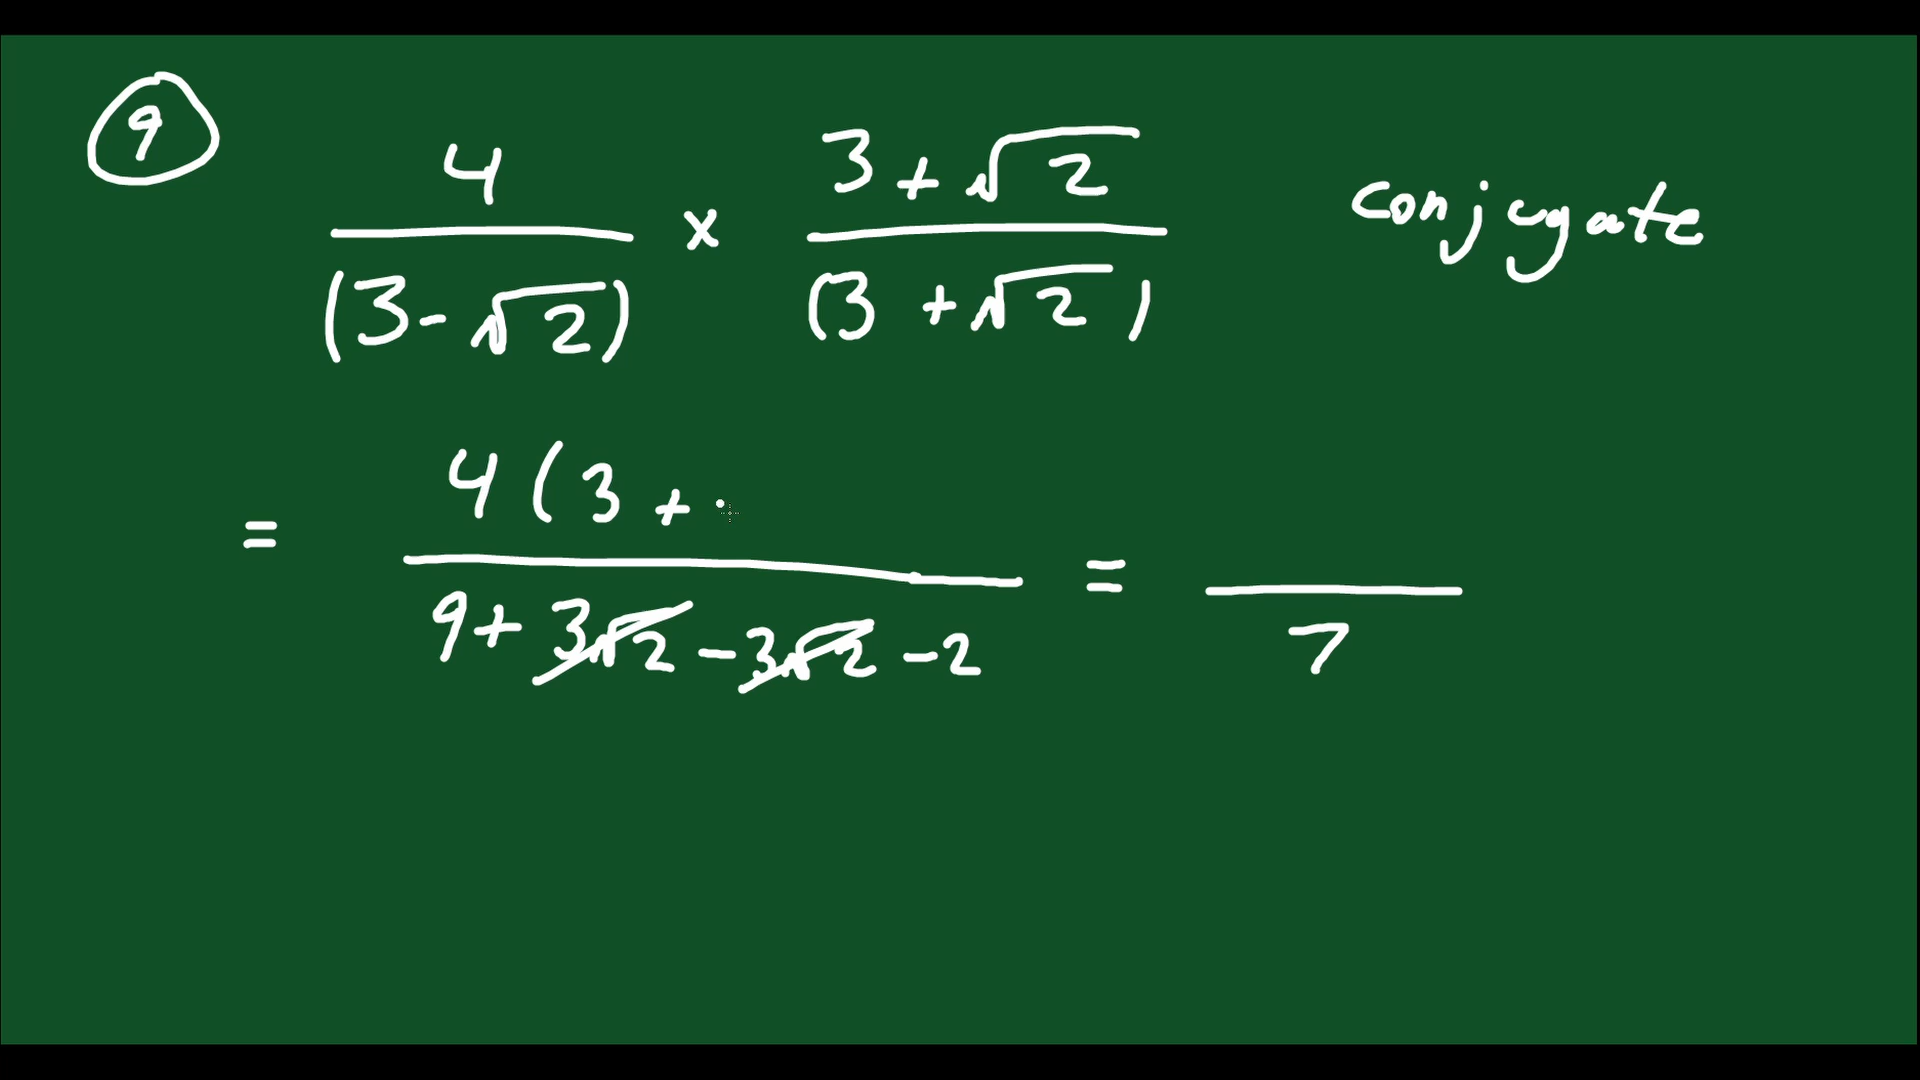 9
4 / (3 - √2) × 3 + √2 / (3 + √2) conjugate
= 4 (3 + / 9 + 3√2 - 3√2 - 2 = / 7